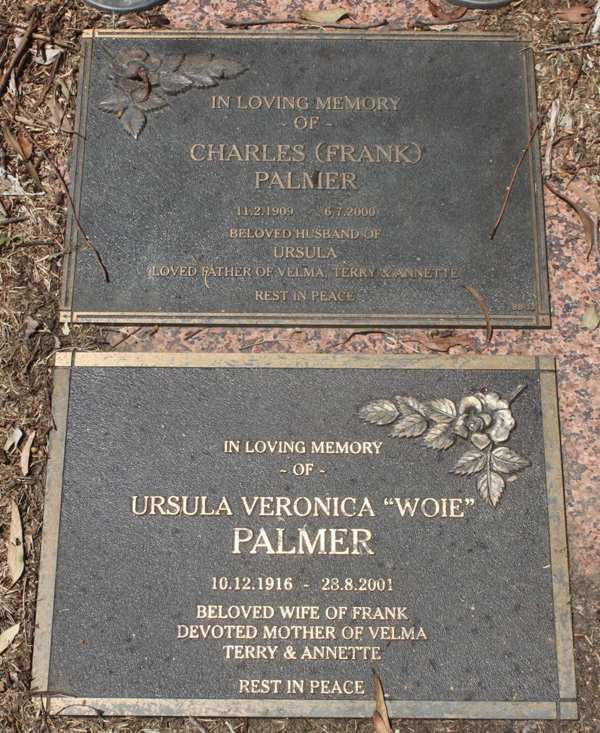 IN LOVING MEMORY
- OF -
CHARLES (FRANK)
PALMER
11.2.1909 - 6.7.2000
BELOVED HUSBAND OF
URSULA
LOVED FATHER OF VELMA, TERRY & ANNETTE
REST IN PEACE
IN LOVING MEMORY
- OF -
URSULA VERONICA "WOIE"
PALMER
10.12.1916 - 23.8.2001
BELOVED WIFE OF FRANK
DEVOTED MOTHER OF VELMA
TERRY & ANNETTE
REST IN PEACE